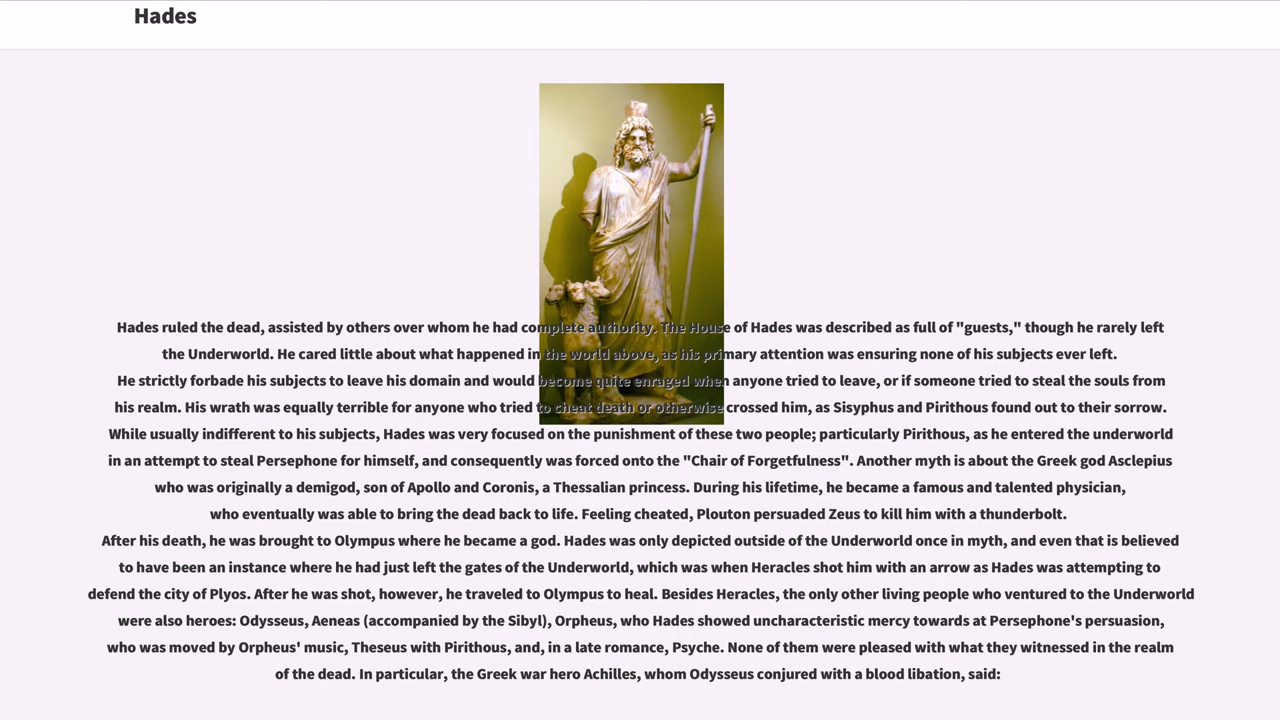 Hades
Hades ruled the dead, assisted by others over whom he had complete authority. The House of Hades was described as full of "guests," though he rarely left
the Underworld. He cared little about what happened in the world above, as his primary attention was ensuring none of his subjects ever left.
He strictly forbade his subjects to leave his domain and would become quite enraged when anyone tried to leave, or if someone tried to steal the souls from
his realm. His wrath was equally terrible for anyone who tried to cheat death or otherwise crossed him, as Sisyphus and Pirithous found out to their sorrow.
While usually indifferent to his subjects, Hades was very focused on the punishment of these two people; particularly Pirithous, as he entered the underworld
in an attempt to steal Persephone for himself, and consequently was forced onto the "Chair of Forgetfulness". Another myth is about the Greek god Asclepius
who was originally a demigod, son of Apollo and Coronis, a Thessalian princess. During his lifetime, he became a famous and talented physician,
who eventually was able to bring the dead back to life. Feeling cheated, Plouton persuaded Zeus to kill him with a thunderbolt.
After his death, he was brought to Olympus where he became a god. Hades was only depicted outside of the Underworld once in myth, and even that is believed
to have been an instance where he had just left the gates of the Underworld, which was when Heracles shot him with an arrow as Hades was attempting to
defend the city of Plyos. After he was shot, however, he traveled to Olympus to heal. Besides Heracles, the only other living people who ventured to the Underworld
were also heroes: Odysseus, Aeneas (accompanied by the Sibyl), Orpheus, who Hades showed uncharacteristic mercy towards at Persephone's persuasion,
who was moved by Orpheus' music, Theseus with Pirithous, and, in a late romance, Psyche. None of them were pleased with what they witnessed in the realm
of the dead. In particular, the Greek war hero Achilles, whom Odysseus conjured with a blood libation, said: